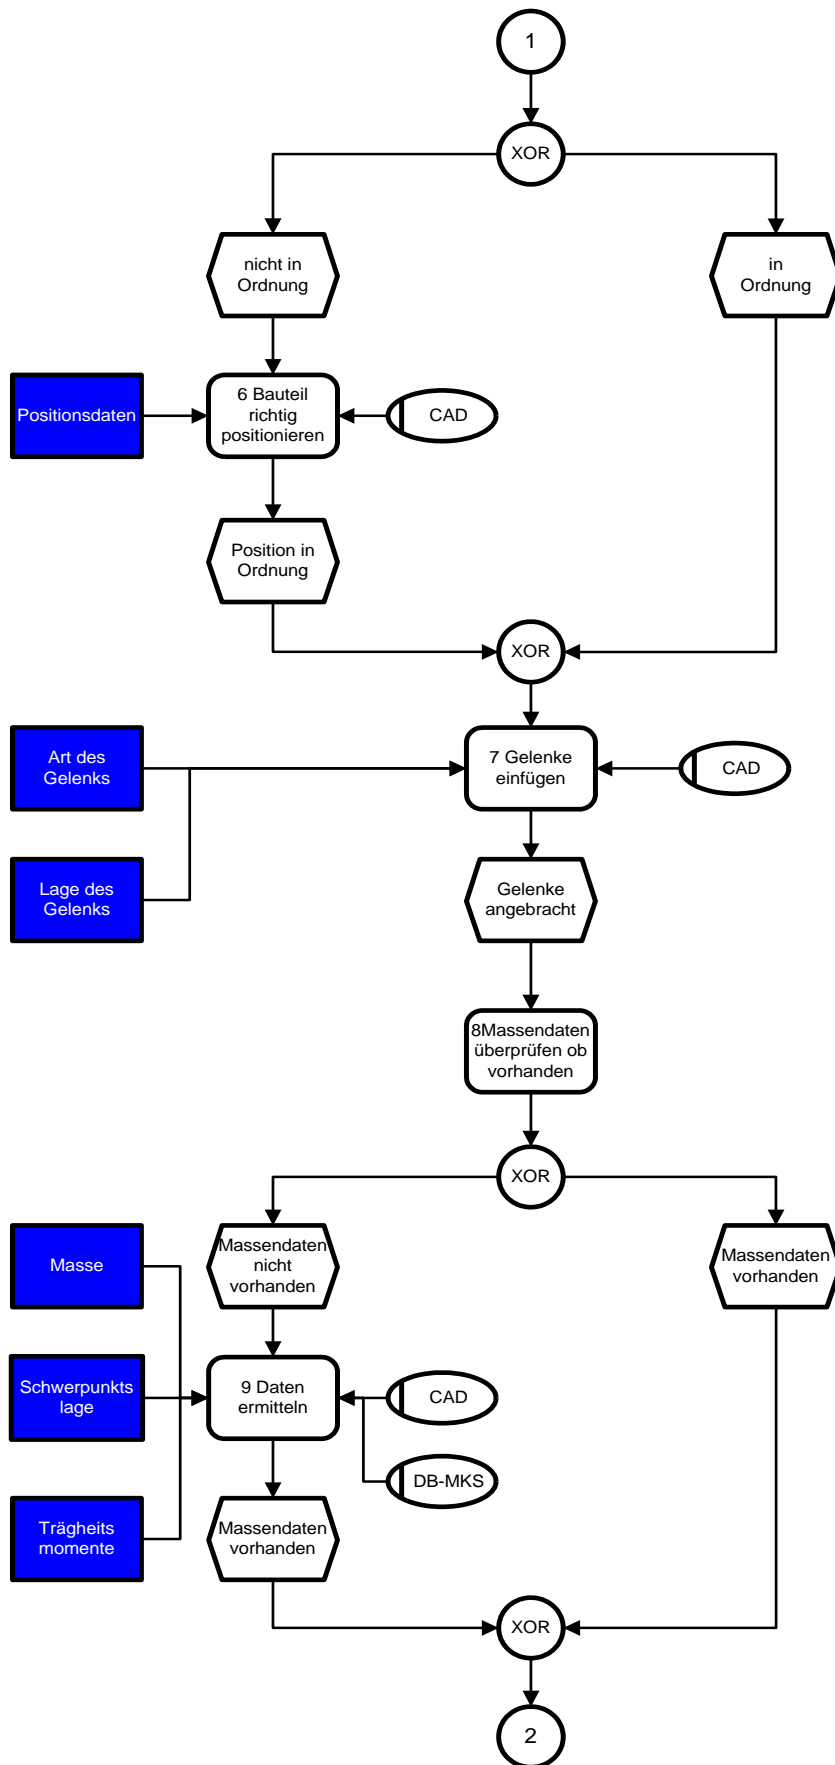 1
XOR
nicht in
Ordnung
in
Ordnung
Positionsdaten
6 Bauteil
richtig
positionieren
CAD
Position in
Ordnung
XOR
Art des
Gelenks
7 Gelenke
einfügen
CAD
Lage des
Gelenks
Gelenke
angebracht
8Massendaten
überprüfen ob
vorhanden
XOR
Masse
Massendaten
nicht
vorhanden
Massendaten
vorhanden
Schwerpunkts
lage
9 Daten
ermitteln
CAD
DB-MKS
Trägheits
momente
Massendaten
vorhanden
XOR
2